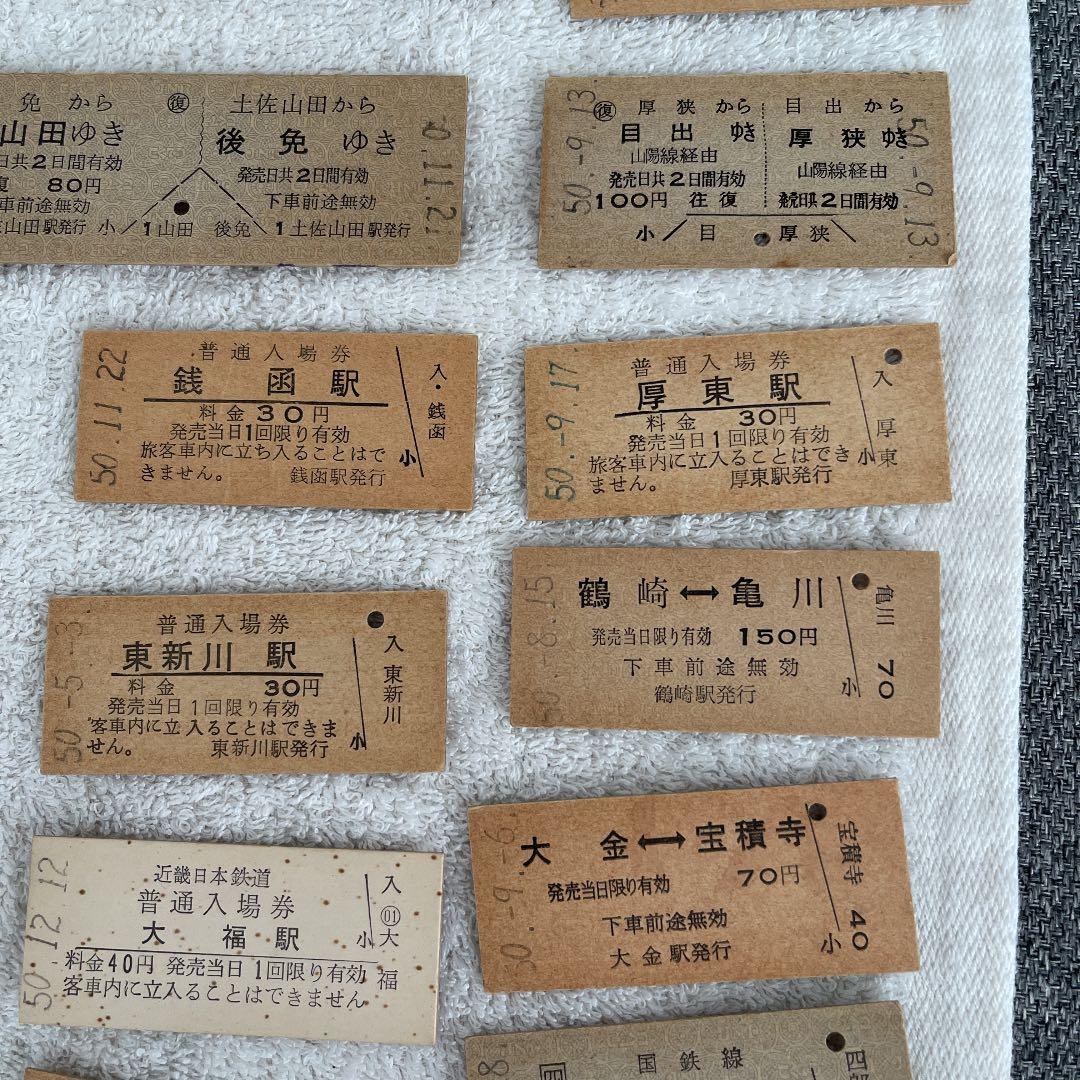 免 から
山田ゆき
日共2日間有効
復 80円
車前途無効
山田駅発行 小 1山田
復
土佐山田から
後免 ゆき
発売日共2日間有効
下車前途無効
後免 1土佐山田駅発行
0.11.21
50.-9.13
復 厚狭から
目出 ゆき
山陽線経由
発売日共2日間有効
100円 往復
小 目
目出から
厚狭ゆき
山陽線経由
発売日共2日間有効
厚狭
50.-9.13
50.11.22
普通入場券
銭函駅
料金30円
発売当日1回限り有効
旅客車内に立ち入ることはで
きません。 銭函駅発行
小
入・銭函
50.-9.17
普通入場券
厚東駅
料金 30円
発売当日1回限り有効
旅客車内に立入ることはでき
ません。 厚東駅発行
小
入 厚東
50.-5.-3
普通入場券
東新川駅
料金 30円
発売当日1回限り有効
客車内に立入ることはできま
せん。 東新川駅発行
小
入 東新川
-8.15
鶴崎↔亀川
発売当日限り有効 150円
下車前途無効
鶴崎駅発行
小
亀川 70
50.12.12
近畿日本鉄道
普通入場券
大福駅
料金40円 発売当日1回限り有効
客車内に立入ることはできません
小
入 01 大福
0.-9.-6
大金↔宝積寺
発売当日限り有効 70円
下車前途無効
大金駅発行
小
宝積寺 40
8
国鉄線
四